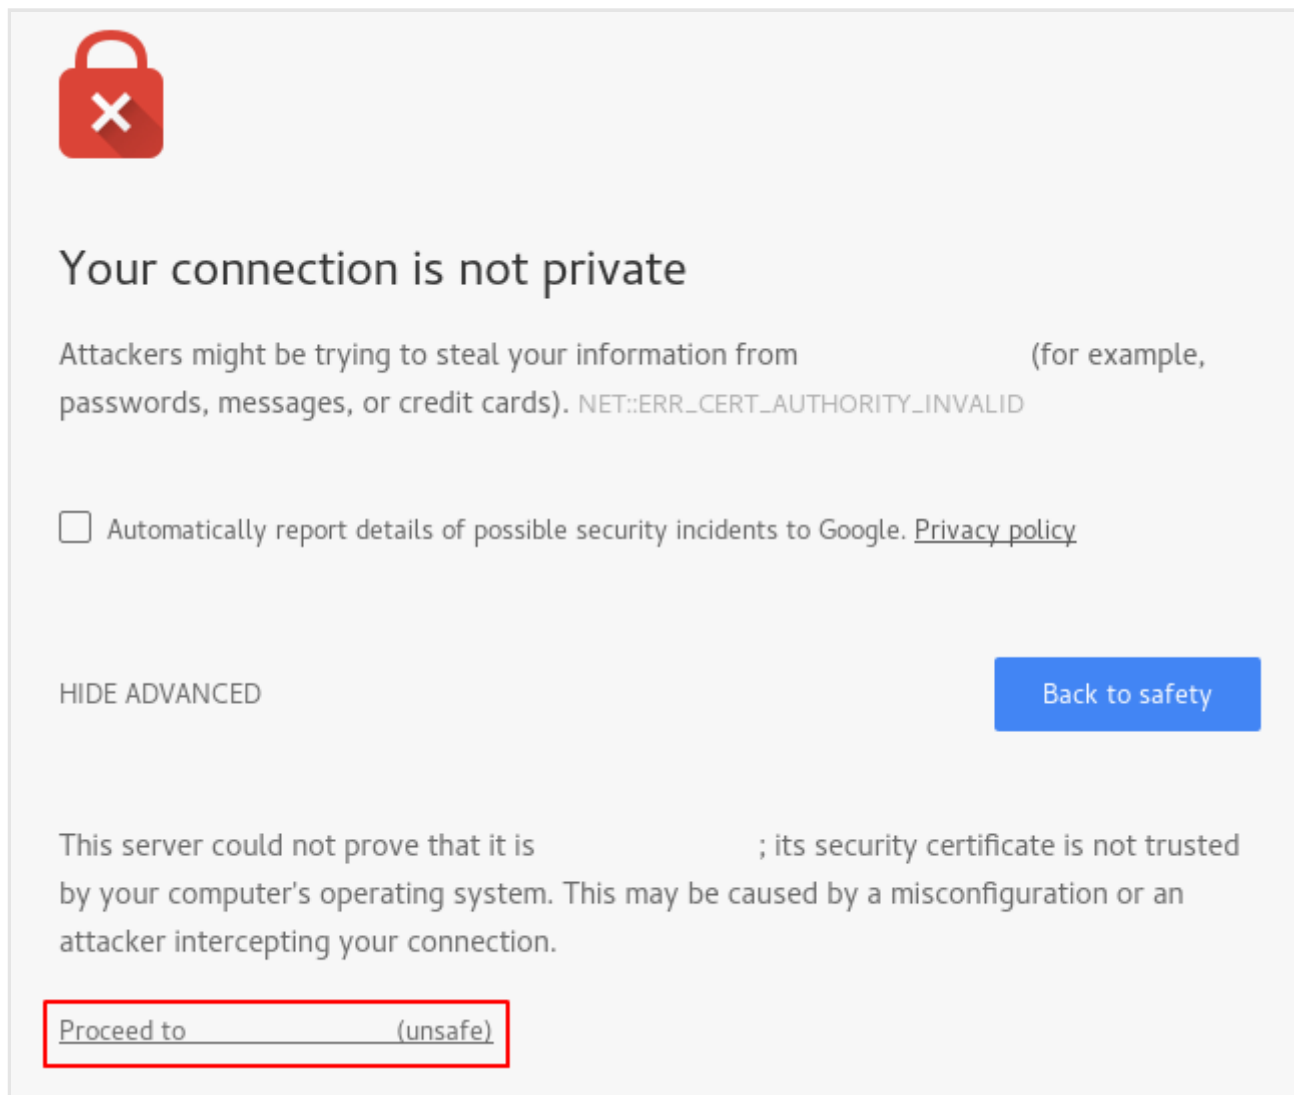 Your connection is not private
Attackers might be trying to steal your information from (for example,
passwords, messages, or credit cards). NET::ERR_CERT_AUTHORITY_INVALID
Automatically report details of possible security incidents to Google. Privacy policy
HIDE ADVANCED
Back to safety
This server could not prove that it is ; its security certificate is not trusted
by your computer's operating system. This may be caused by a misconfiguration or an
attacker intercepting your connection.
Proceed to (unsafe)